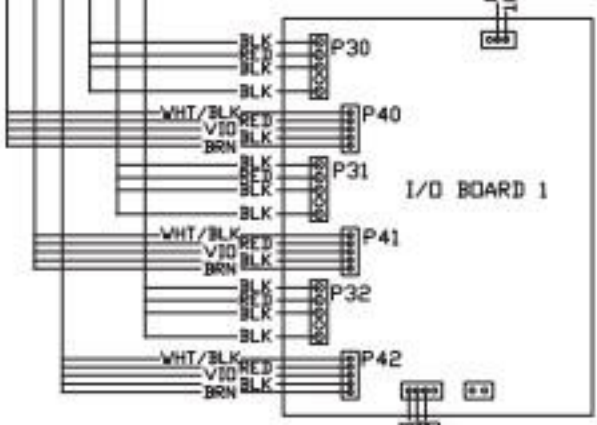 BLK
RED
BLK
BLK
P30
WHT/BLK
RED
VIO
BLK
BRN
P40
BLK
RED
BLK
BLK
P31
I/O BOARD 1
WHT/BLK
RED
VIO
BLK
BRN
P41
BLK
RED
BLK
BLK
P32
WHT/BLK
RED
VIO
BLK
BRN
P42